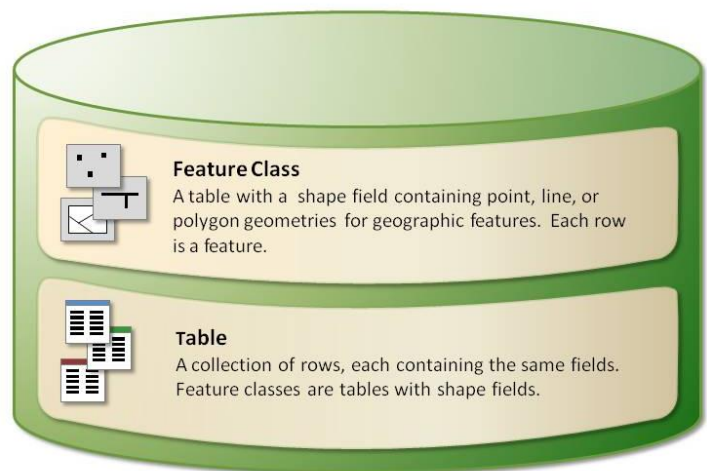 Feature Class
A table with a shape field containing point, line, or
polygon geometries for geographic features. Each row
is a feature.
Table
A collection of rows, each containing the same fields.
Feature classes are tables with shape fields.